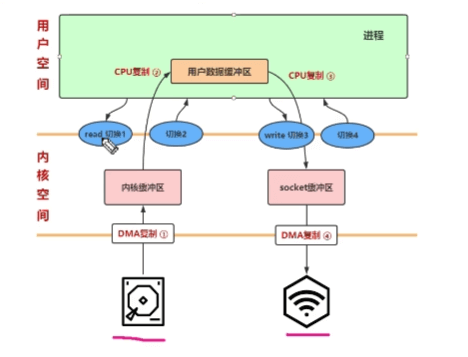 用户空间
进程
用户数据缓冲区
CPU复制②
CPU复制③
read 切换1
切换2
write 切换3
切换4
内核空间
内核缓冲区
socket缓冲区
DMA复制①
DMA复制④